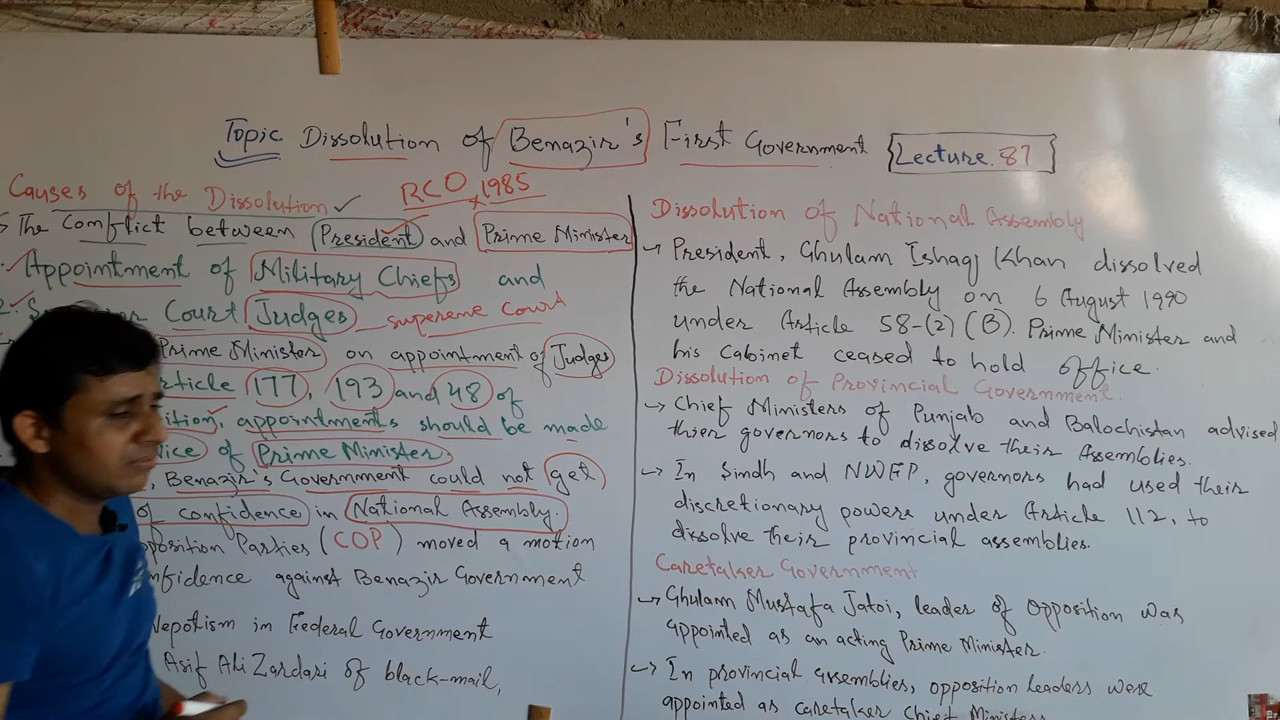 Topic Dissolution of Benazir's First Government
Lecture. 87
Causes of the Dissolution ✓
RCO 1985
The Conflict between President and Prime Minister
Appointment of Military Chiefs and
2. Court Judges supereme Court
Prime Minister on appointment of Judges
177, 193 and 48 of
appointments should be made
of Prime Minister
Benazir's Government could not get
of confidence in National Assembly.
Parties (COP) moved a motion
against Benazir Government
Nepotism in Federal Government
Asif Ali Zardari of black-mail,
Dissolution of National Assembly
→ President, Ghulam Ishaq Khan dissolved
the National Assembly on 6 August 1990
under Article 58-(2) (B). Prime Minister and
his Cabinet ceased to hold office.
Dissolution of Provincial Government.
→ Chief Ministers of Punjab and Balochistan advised
thier governors to dissolve their Assemblies.
→ In Sindh and NWFP, governors had used their
discretionary powers under Article 112, to
dissolve their provincial assemblies.
Caretaker Government
→ Ghulam Mustafa Jatoi, leader of opposition was
appointed as an acting Prime Minister.
→ In provincial assemblies, opposition leaders were
appointed as caretaker Chief Ministers